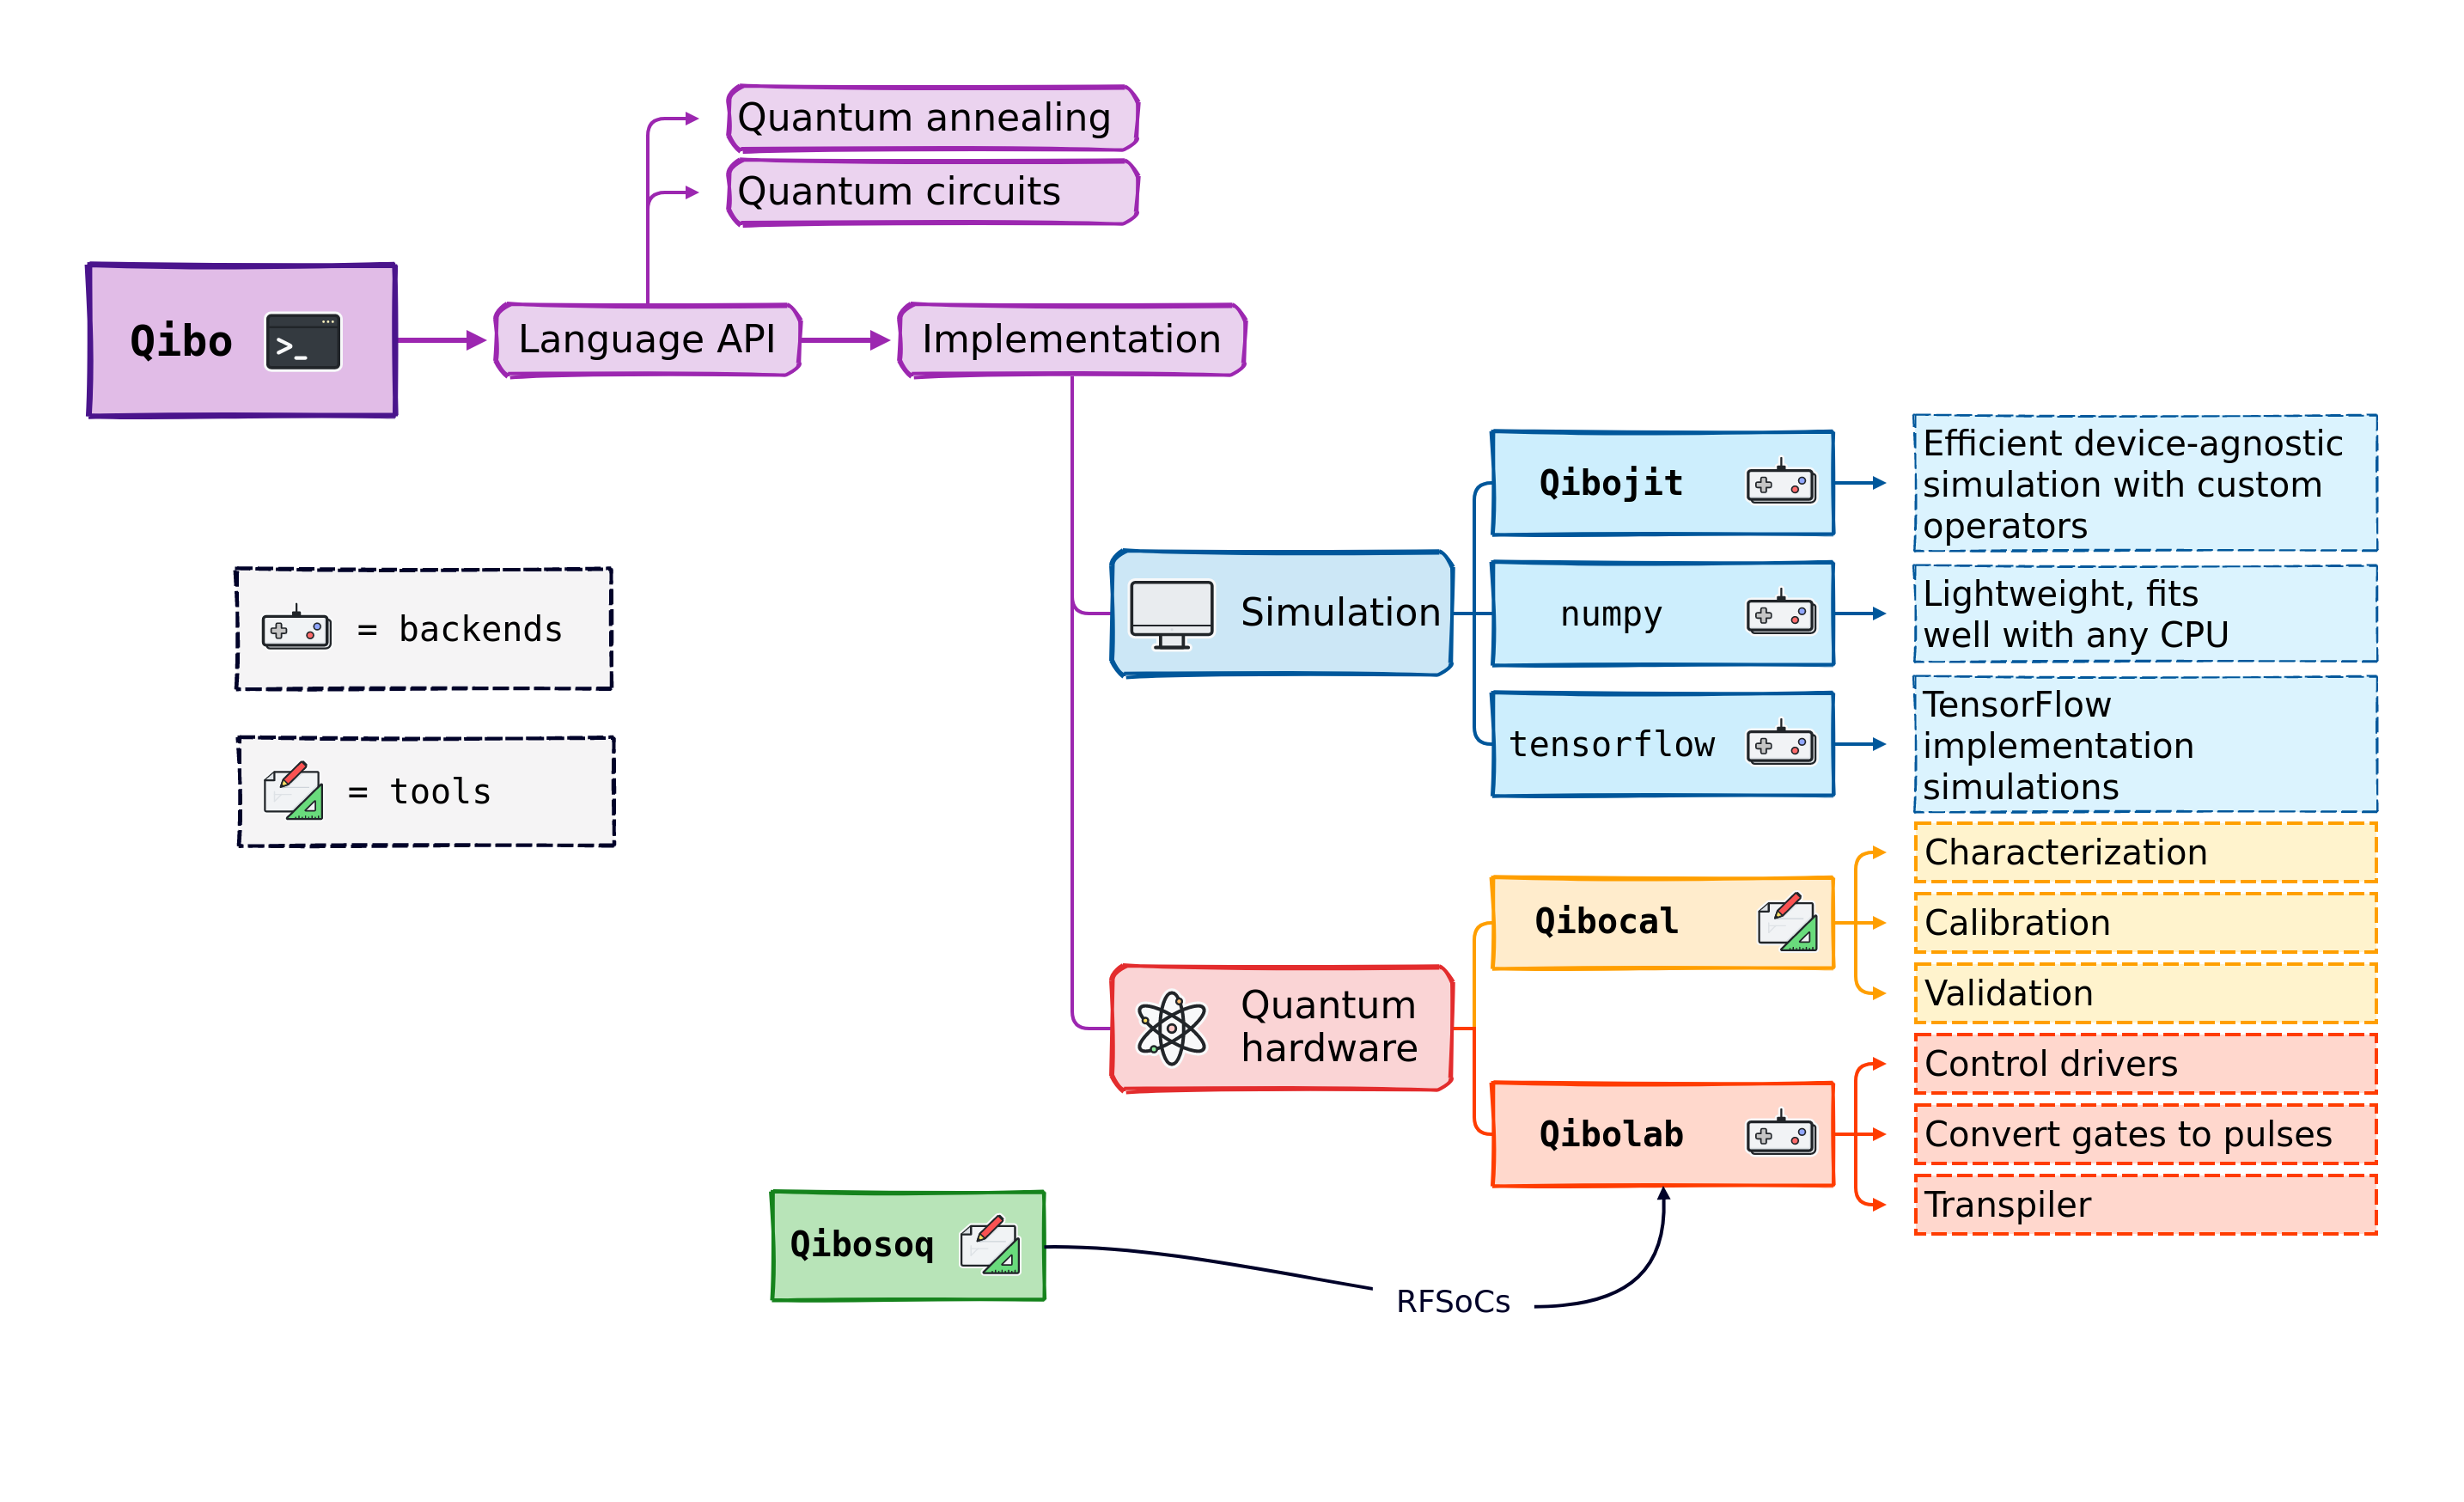 Quantum annealing
Quantum circuits
Qibo
>_
Language API
Implementation
Qibojit
Efficient device-agnostic
simulation with custom
operators
= backends
Simulation
numpy
Lightweight, fits
well with any CPU
tensorflow
TensorFlow
implementation
simulations
= tools
Characterization
Qibocal
Calibration
Validation
Quantum
hardware
Control drivers
Qibolab
Convert gates to pulses
Transpiler
Qibosoq
RFSoCs